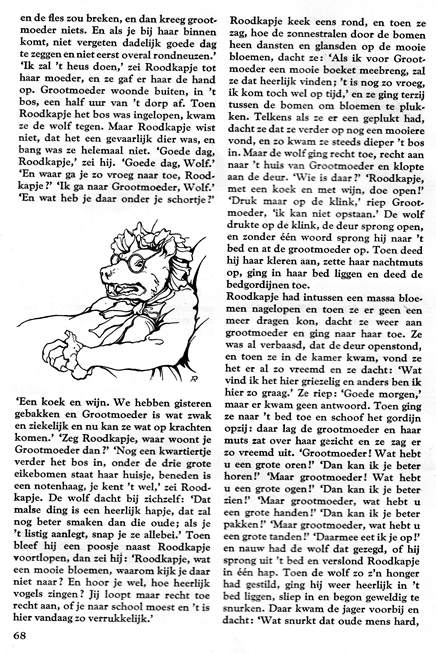 en de fles zou breken, en dan kreeg groot-
moeder niets. En als je bij haar binnen
komt, niet vergeten dadelijk goede dag
te zeggen en niet eerst overal rondneuzen.’
‘Ik zal ’t heus doen,’ zei Roodkapje tot
haar moeder, en ze gaf er haar de hand
op. Grootmoeder woonde buiten, in ’t
bos, een half uur van ’t dorp af. Toen
Roodkapje het bos was ingelopen, kwam
ze de wolf tegen. Maar Roodkapje wist
niet, dat het een gevaarlijk dier was, en
bang was ze helemaal niet. ‘Goede dag,
Roodkapje,’ zei hij. ‘Goede dag, Wolf.’
‘En waar ga je zo vroeg naar toe, Rood-
kapje?’ ‘Ik ga naar Grootmoeder, Wolf.’
‘En wat heb je daar onder je schortje?’
‘Een koek en wijn. We hebben gisteren
gebakken en Grootmoeder is wat zwak
en ziekelijk en nu kan ze wat op krachten
komen.’ ‘Zeg Roodkapje, waar woont je
Grootmoeder dan?’ ‘Nog een kwartiertje
verder het bos in, onder de drie grote
eikebomen staat haar huisje, beneden is
een notenhaag, je kent ’t wel,’ zei Rood-
kapje. De wolf dacht bij zichzelf: ‘Dat
malse ding is een heerlijk hapje, dat zal
nog beter smaken dan die oude; als je
’t listig aanlegt, snap je ze allebei.’ Toen
bleef hij een poosje naast Roodkapje
voortlopen, dan zei hij: ‘Roodkapje, wat
een mooie bloemen, waarom kijk je daar
niet naar? En hoor je wel, hoe heerlijk
vogels zingen? Jij loopt maar recht toe
recht aan, of je naar school moest en ’t is
hier vandaag zo verrukkelijk.’
68
Roodkapje keek eens rond, en toen ze
zag, hoe de zonnestralen door de bomen
heen dansten en glansden op de mooie
bloemen, dacht ze: ‘Als ik voor Groot-
moeder een mooie boeket meebreng, zal
ze dat heerlijk vinden; ’t is nog zo vroeg,
ik kom toch wel op tijd,’ en ze ging terzij
tussen de bomen om bloemen te pluk-
ken. Telkens als ze er een geplukt had,
dacht ze dat ze verder op nog een mooiere
vond, en zo kwam ze steeds dieper ’t bos
in. Maar de wolf ging recht toe, recht aan
naar ’t huis van Grootmoeder en klopte
aan de deur. ‘Wie is daar?’ ‘Roodkapje,
met een koek en met wijn, doe open!’
‘Druk maar op de klink,’ riep Groot-
moeder, ‘ik kan niet opstaan.’ De wolf
drukte op de klink, de deur sprong open,
en zonder één woord sprong hij naar ’t
bed en at de grootmoeder op. Toen deed
hij haar kleren aan, zette haar nachtmuts
op, ging in haar bed liggen en deed de
bedgordijnen toe.
Roodkapje had intussen een massa bloe-
men nagelopen en toen ze er geen een
meer dragen kon, dacht ze weer aan
grootmoeder en ging naar haar toe. Ze
was al verbaasd, dat de deur openstond,
en toen ze in de kamer kwam, vond ze
het er al zo vreemd en ze dacht: ‘Wat
vind ik het hier griezelig en anders ben ik
hier zo graag.’ Ze riep: ‘Goede morgen,’
maar er kwam geen antwoord. Toen ging
ze naar ’t bed toe en schoof het gordijn
opzij: daar lag de grootmoeder en haar
muts zat over haar gezicht en ze zag er
zo vreemd uit. ‘Grootmoeder! Wat hebt
u een grote oren!’ ‘Dan kan ik je beter
horen!’ ‘Maar grootmoeder! Wat hebt
u een grote ogen!’ ‘Dan kan ik je beter
zien!’ ‘Maar grootmoeder, wat hebt u
een grote handen!’ ‘Dan kan ik je beter
pakken!’ ‘Maar grootmoeder, wat hebt u
een grote tanden!’ ‘Daarmee eet ik je op!’
en nauw had de wolf dat gezegd, of hij
sprong uit ’t bed en verslond Roodkapje
in één hap. Toen de wolf zo z’n honger
had gestild, ging hij weer heerlijk in ’t
bed liggen, sliep in en begon geweldig te
snurken. Daar kwam de jager voorbij en
dacht: ‘Wat snurkt dat oude mens hard,